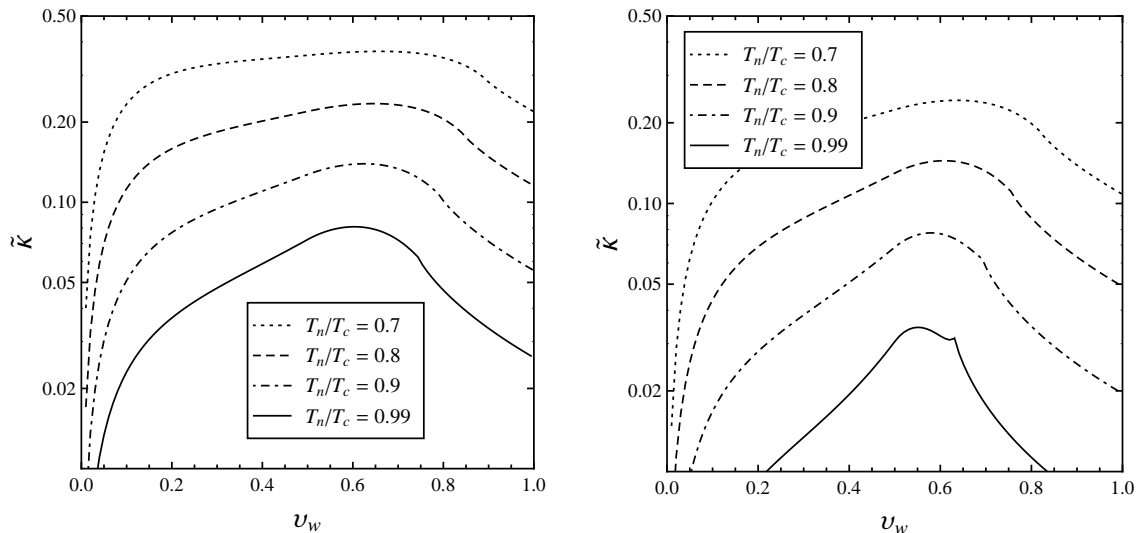 0.50
0.20
0.10
0.05
0.02
κ̃
T_n/T_c = 0.7
T_n/T_c = 0.8
T_n/T_c = 0.9
T_n/T_c = 0.99
0.0 0.2 0.4 0.6 0.8 1.0
υ_w
0.50
0.20
0.10
0.05
0.02
κ̃
T_n/T_c = 0.7
T_n/T_c = 0.8
T_n/T_c = 0.9
T_n/T_c = 0.99
0.0 0.2 0.4 0.6 0.8 1.0
υ_w